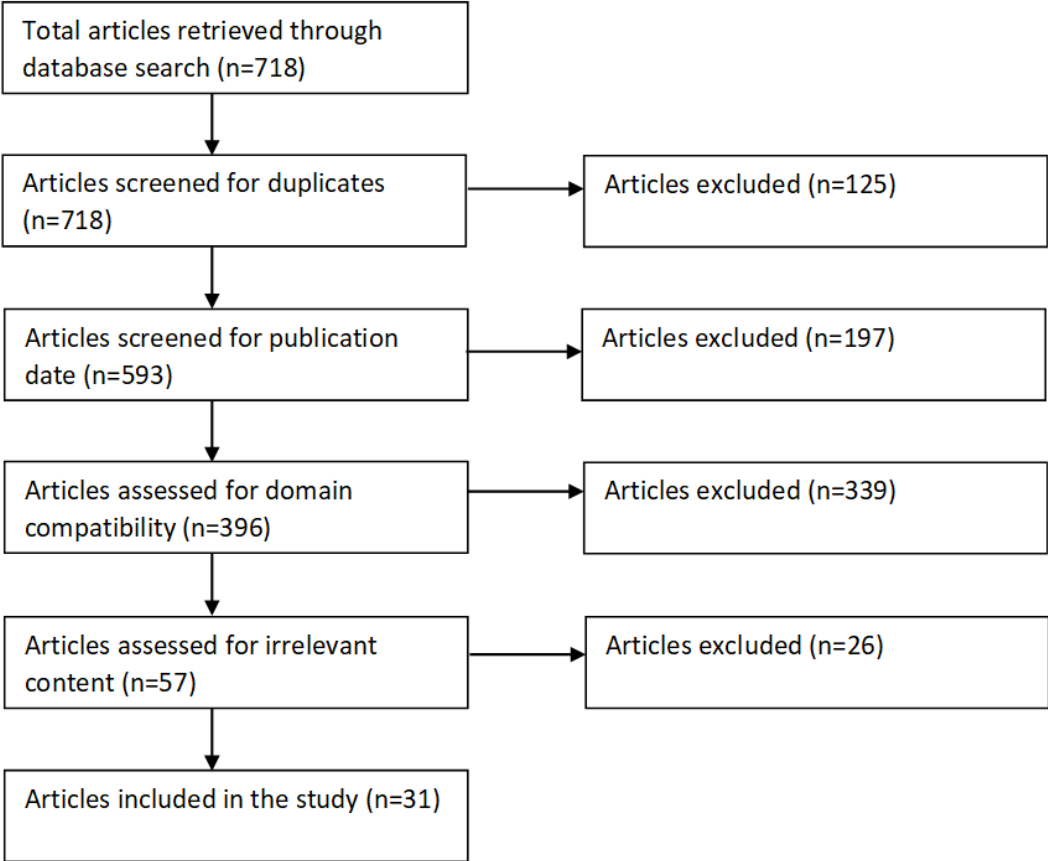 Total articles retrieved through
database search (n=718)
Articles screened for duplicates
(n=718)
Articles excluded (n=125)
Articles screened for publication
date (n=593)
Articles excluded (n=197)
Articles assessed for domain
compatibility (n=396)
Articles excluded (n=339)
Articles assessed for irrelevant
content (n=57)
Articles excluded (n=26)
Articles included in the study (n=31)